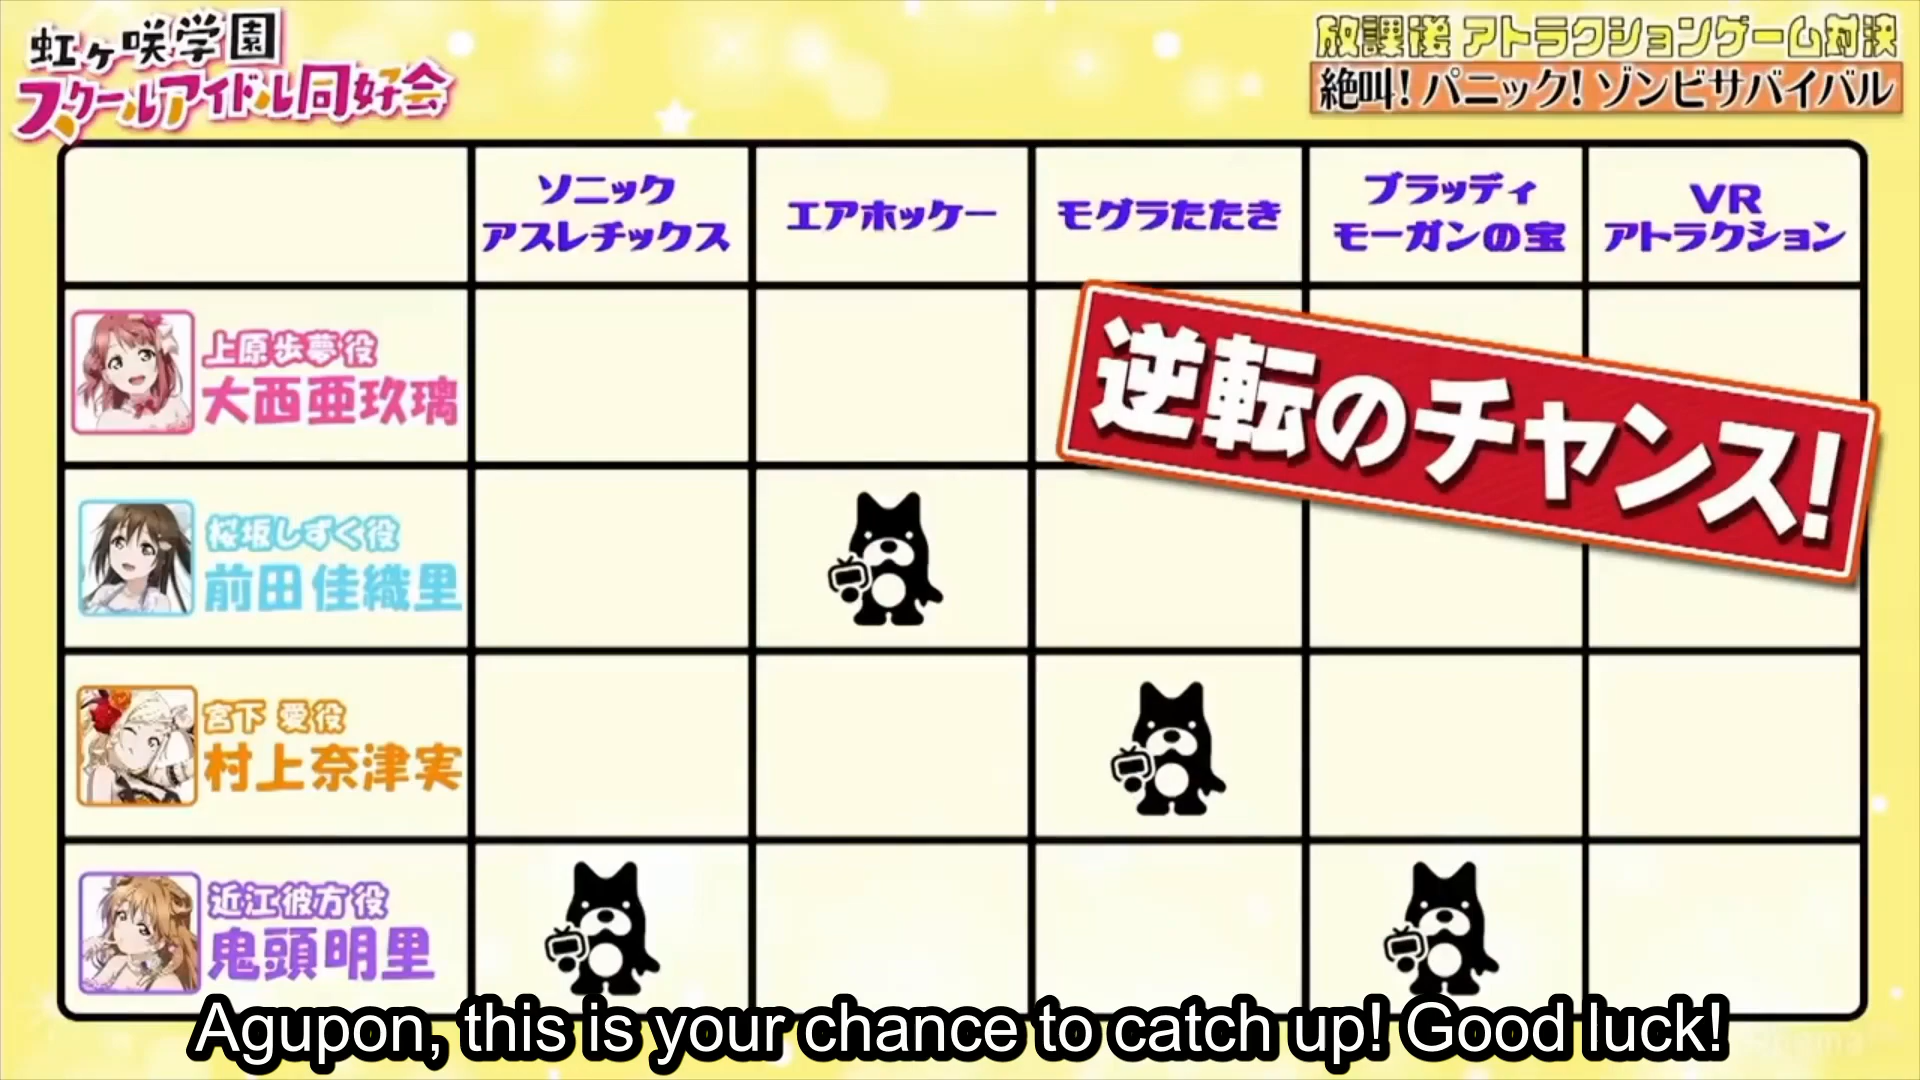 虹ヶ咲学園
スクールアイドル同好会
放課後 アトラクションゲーム対決
絶叫! パニック! ゾンビサバイバル
ソニック
アスレチックス
エアホッケー
モグラたたき
ブラッディ
モーガンの宝
VR
アトラクション
逆転のチャンス!
上原歩夢役
大西亜玖璃
桜坂しずく役
前田佳織里
宮下 愛役
村上奈津実
近江彼方役
鬼頭明里
Agupon, this is your chance to catch up! Good luck!